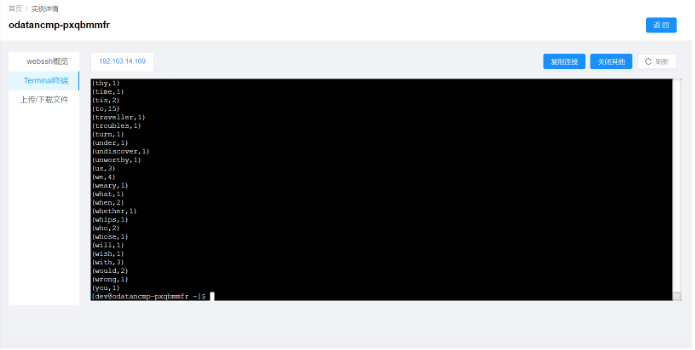 首页 / 实例详情
odatancmp-pxqbmmfr
返 回
webssh概览
Terminal终端
上传/下载文件
192.163.14.169
复制连接
关闭其他
刷新
(thy,1)
(time,1)
(tis,2)
(to,15)
(traveller,1)
(troubles,1)
(turn,1)
(under,1)
(undiscover,1)
(unworthy,1)
(us,3)
(we,4)
(weary,1)
(what,1)
(when,2)
(whether,1)
(whips,1)
(who,2)
(whose,1)
(will,1)
(wish,1)
(with,3)
(would,2)
(wrong,1)
(you,1)
[dev@odatancmp-pxqbmmfr ~]$